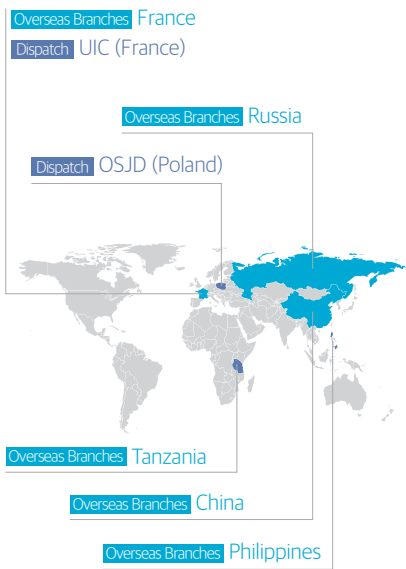 Overseas Branches France
Dispatch UIC (France)
Overseas Branches Russia
Dispatch OSJD (Poland)
Overseas Branches Tanzania
Overseas Branches China
Overseas Branches Philippines